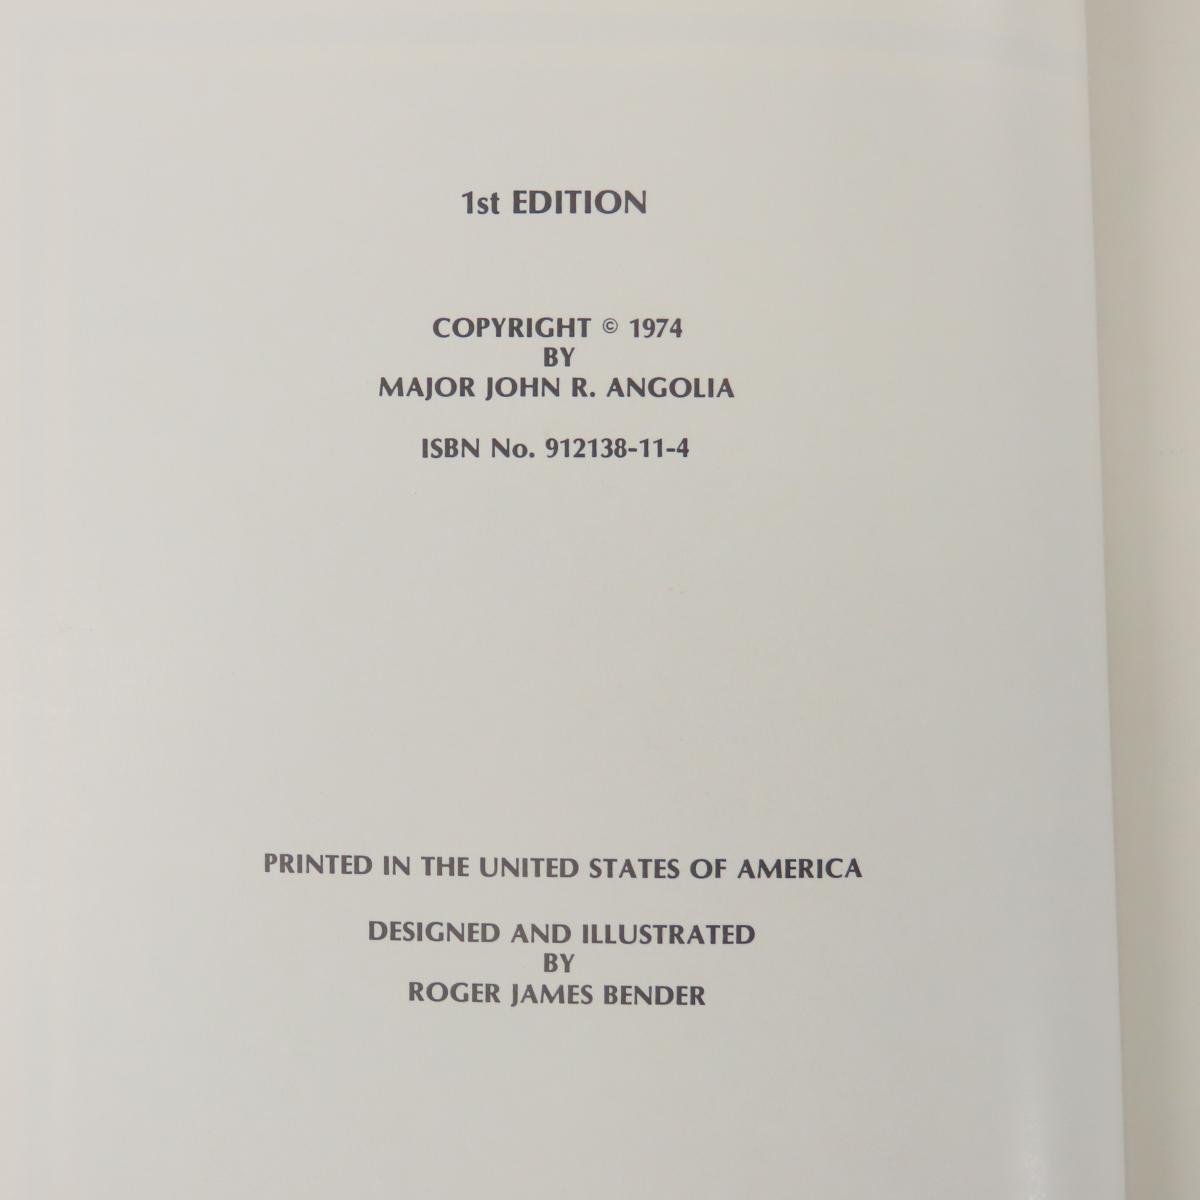 1st EDITION
COPYRIGHT © 1974
BY
MAJOR JOHN R. ANGOLIA
ISBN No. 912138-11-4
PRINTED IN THE UNITED STATES OF AMERICA
DESIGNED AND ILLUSTRATED
BY
ROGER JAMES BENDER